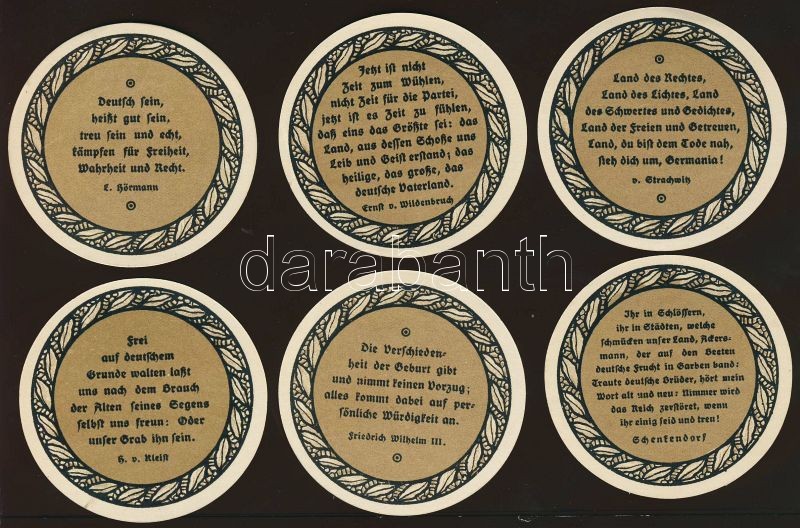 Deutsch sein,
heißt gut sein,
treu sein und echt,
kämpfen für Freiheit,
Wahrheit und Recht.
L. Hörmann
Jetzt ist nicht
Zeit zum Wühlen,
nicht Zeit für die Partei,
jetzt ist es Zeit zu fühlen,
daß eins das Größte sei: das
Land, aus dessen Schoße uns
Leib und Geist erstand; das
heilige, das große, das
deutsche Vaterland.
Ernst v. Wildenbruch
Land des Rechtes,
Land des Lichtes, Land
des Schwertes und Gedichtes,
Land der Freien und Getreuen,
Land, du bist dem Tode nah,
sieh dich um, Germania!
v. Strachwitz
darabanth
Frei
auf deutschem
Grunde walten laßt
uns nach dem Brauch
der Alten seines Segens
selbst uns freun: Oder
unser Grab ihn sein.
H. v. Kleist
Die Verschieden-
heit der Geburt gibt
und nimmt keinen Vorzug;
alles kommt dabei auf per-
sönliche Würdigkeit an.
Friedrich Wilhelm III.
Ihr in Schlössern,
ihr in Städten, welche
schmücken unser Land, Ackers-
mann, der auf den Beeten
deutsche Frucht in Garben band:
Traute deutsche Brüder, hört mein
Wort alt und neu: Nimmer wird
das Reich zerstöret, wenn
ihr einig seid und treu!
Schenkendorf